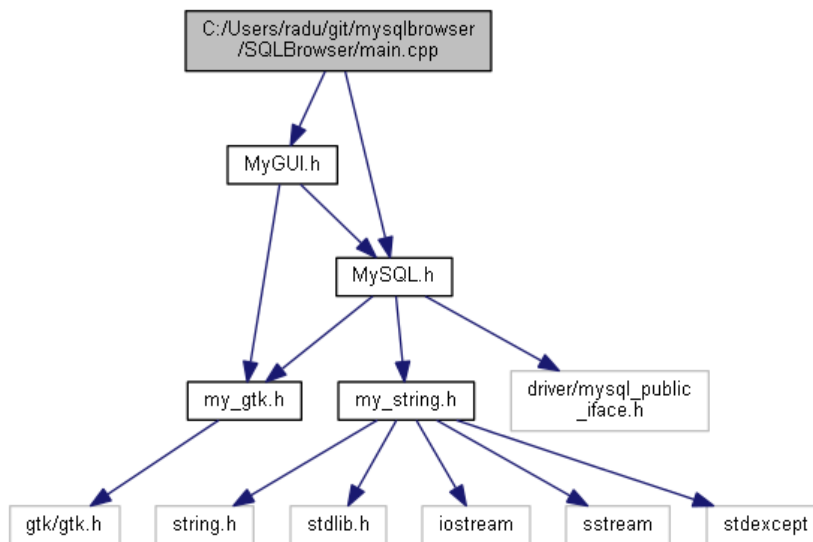 C:/Users/radu/git/mysqlbrowser
/SQLBrowser/main.cpp
MyGUI.h
MySQL.h
my_gtk.h
my_string.h
driver/mysql_public
_iface.h
gtk/gtk.h
string.h
stdlib.h
iostream
sstream
stdexcept